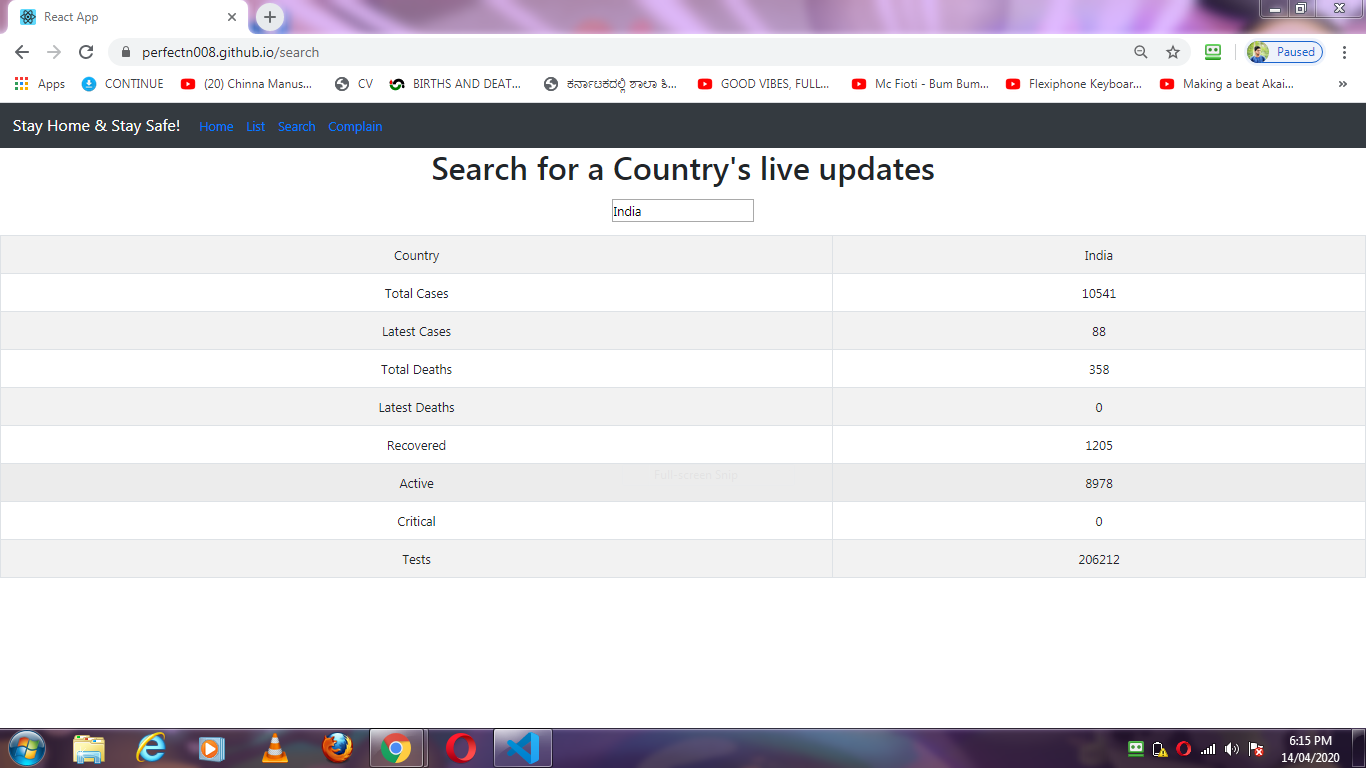 React App
perfectn008.github.io/search
Paused
Apps CONTINUE (20) Chinna Manus... CV BIRTHS AND DEAT... ಕರ್ನಾಟಕದಲ್ಲಿ ಶಾಲಾ ಶಿ... GOOD VIBES, FULL... Mc Fioti - Bum Bum... Flexiphone Keyboar... Making a beat Akai... »
Stay Home & Stay Safe! Home List Search Complain
Search for a Country's live updates
India
Country India
Total Cases 10541
Latest Cases 88
Total Deaths 358
Latest Deaths 0
Recovered 1205
Full-screen Snip
Active 8978
Critical 0
Tests 206212
6:15 PM
14/04/2020